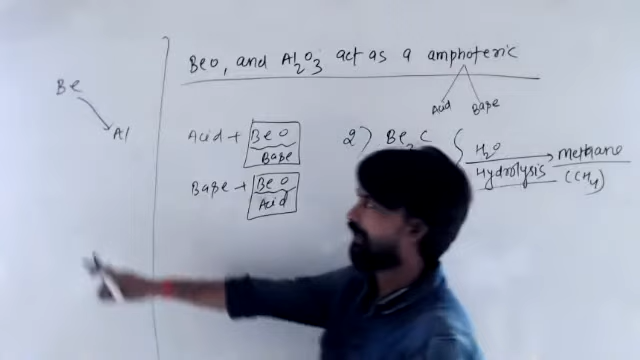 BeO, and Al2O3 act as a amphoteric
Acid Base
Be
Al
Acid + BeO
Base
Base + BeO
Acid
2) Be2C
H2O
Hydrolysis
Methane
(CH4)